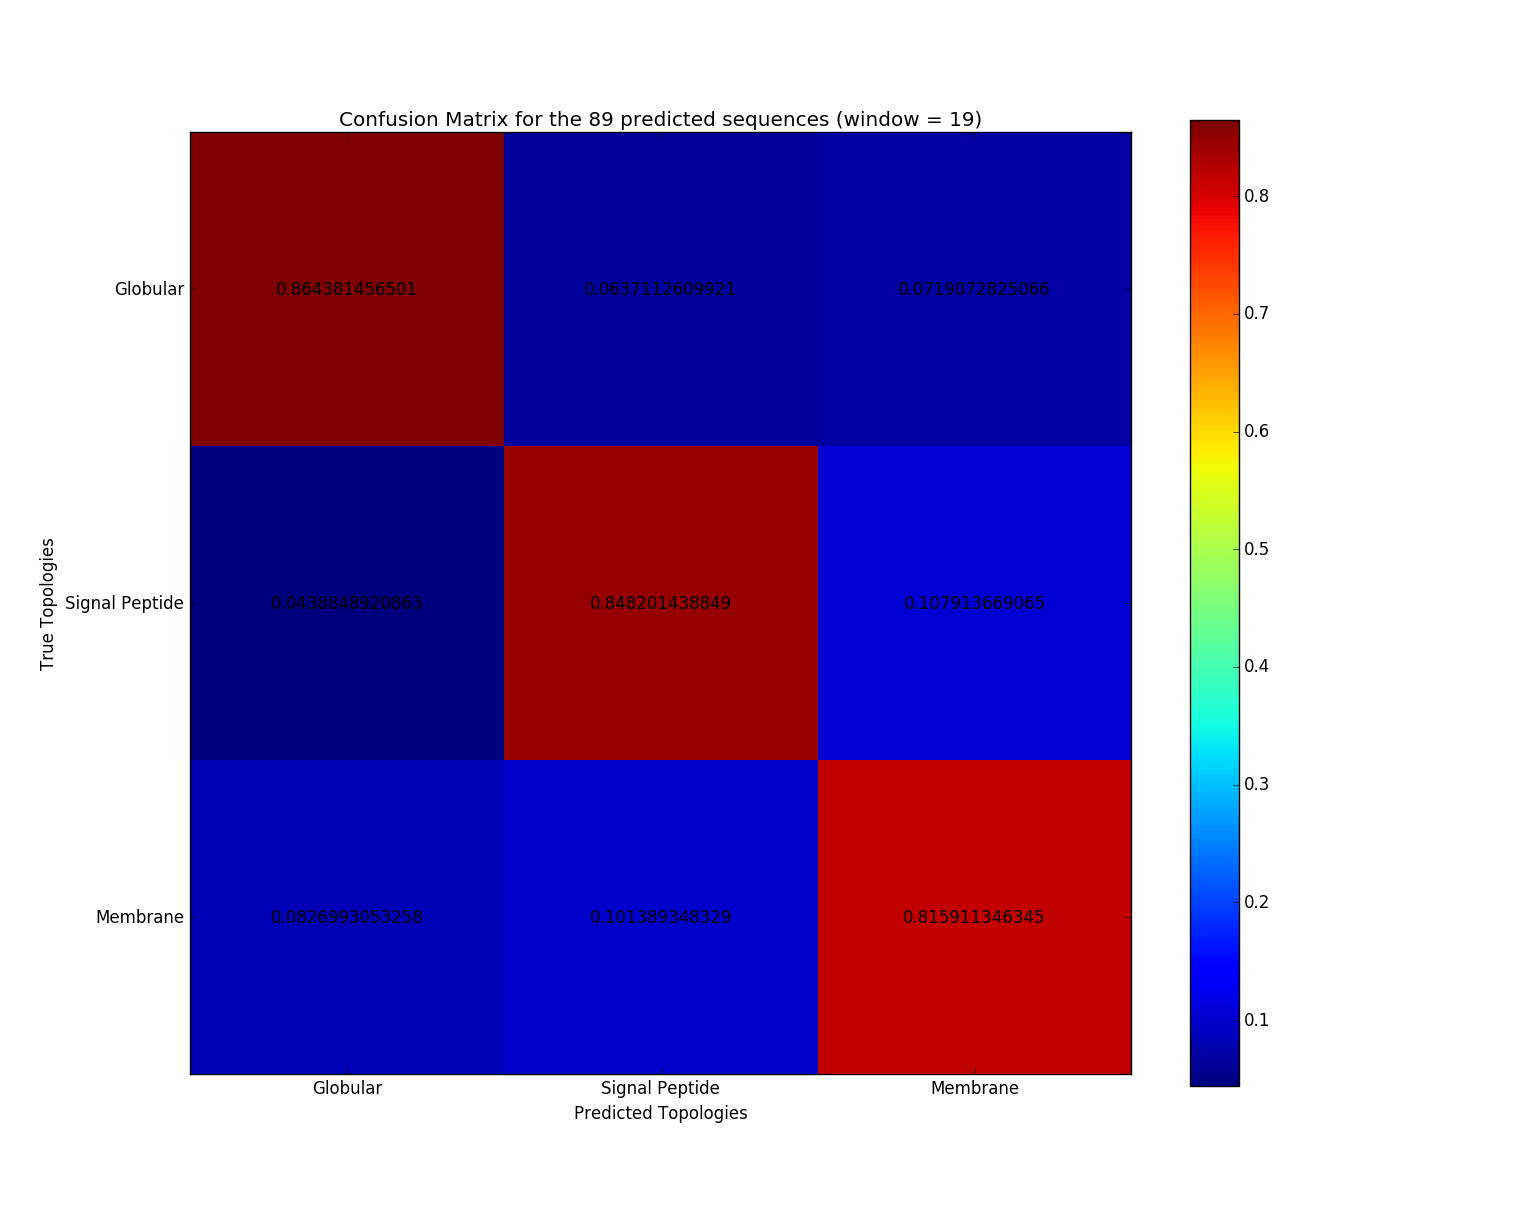 Confusion Matrix for the 89 predicted sequences (window = 19)
Globular
0.864381456501 0.0637112609921 0.0719072825066
True Topologies
Signal Peptide
0.0438848920863 0.848201438849 0.107913669065
Membrane
0.0826993053258 0.101389348329 0.815911346345
Globular Signal Peptide Membrane
Predicted Topologies
0.8
0.7
0.6
0.5
0.4
0.3
0.2
0.1